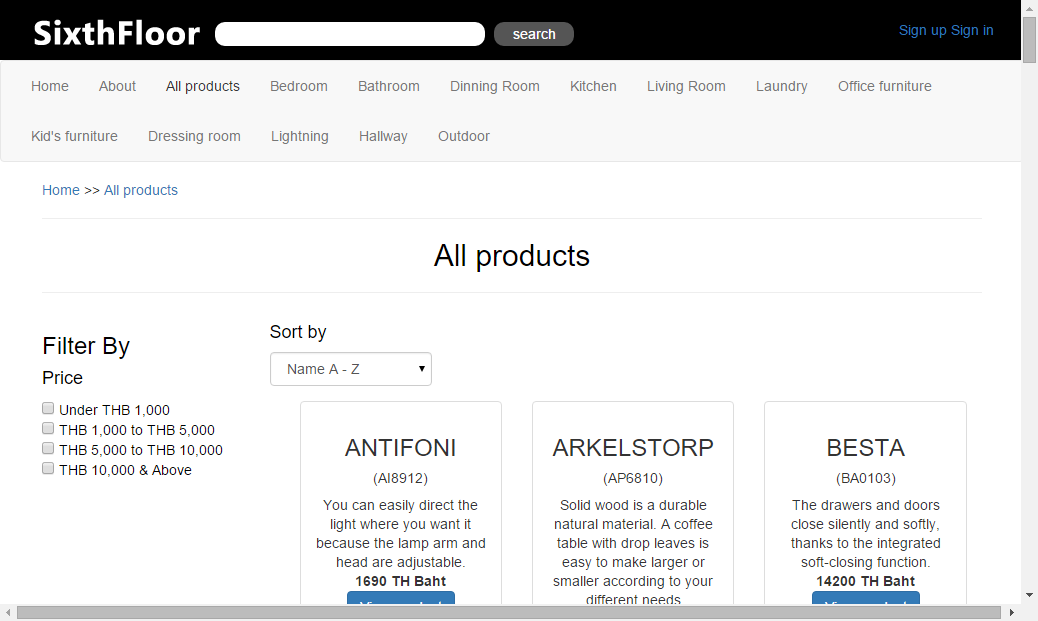 SixthFloor
search
Sign up Sign in
Home About All products Bedroom Bathroom Dinning Room Kitchen Living Room Laundry Office furniture
Kid's furniture Dressing room Lightning Hallway Outdoor
Home >> All products
All products
Filter By
Price
Under THB 1,000
THB 1,000 to THB 5,000
THB 5,000 to THB 10,000
THB 10,000 & Above
Sort by
Name A - Z
ANTIFONI
(AI8912)
You can easily direct the
light where you want it
because the lamp arm and
head are adjustable.
1690 TH Baht
ARKELSTORP
(AP6810)
Solid wood is a durable
natural material. A coffee
table with drop leaves is
easy to make larger or
smaller according to your
different needs
BESTA
(BA0103)
The drawers and doors
close silently and softly,
thanks to the integrated
soft-closing function.
14200 TH Baht